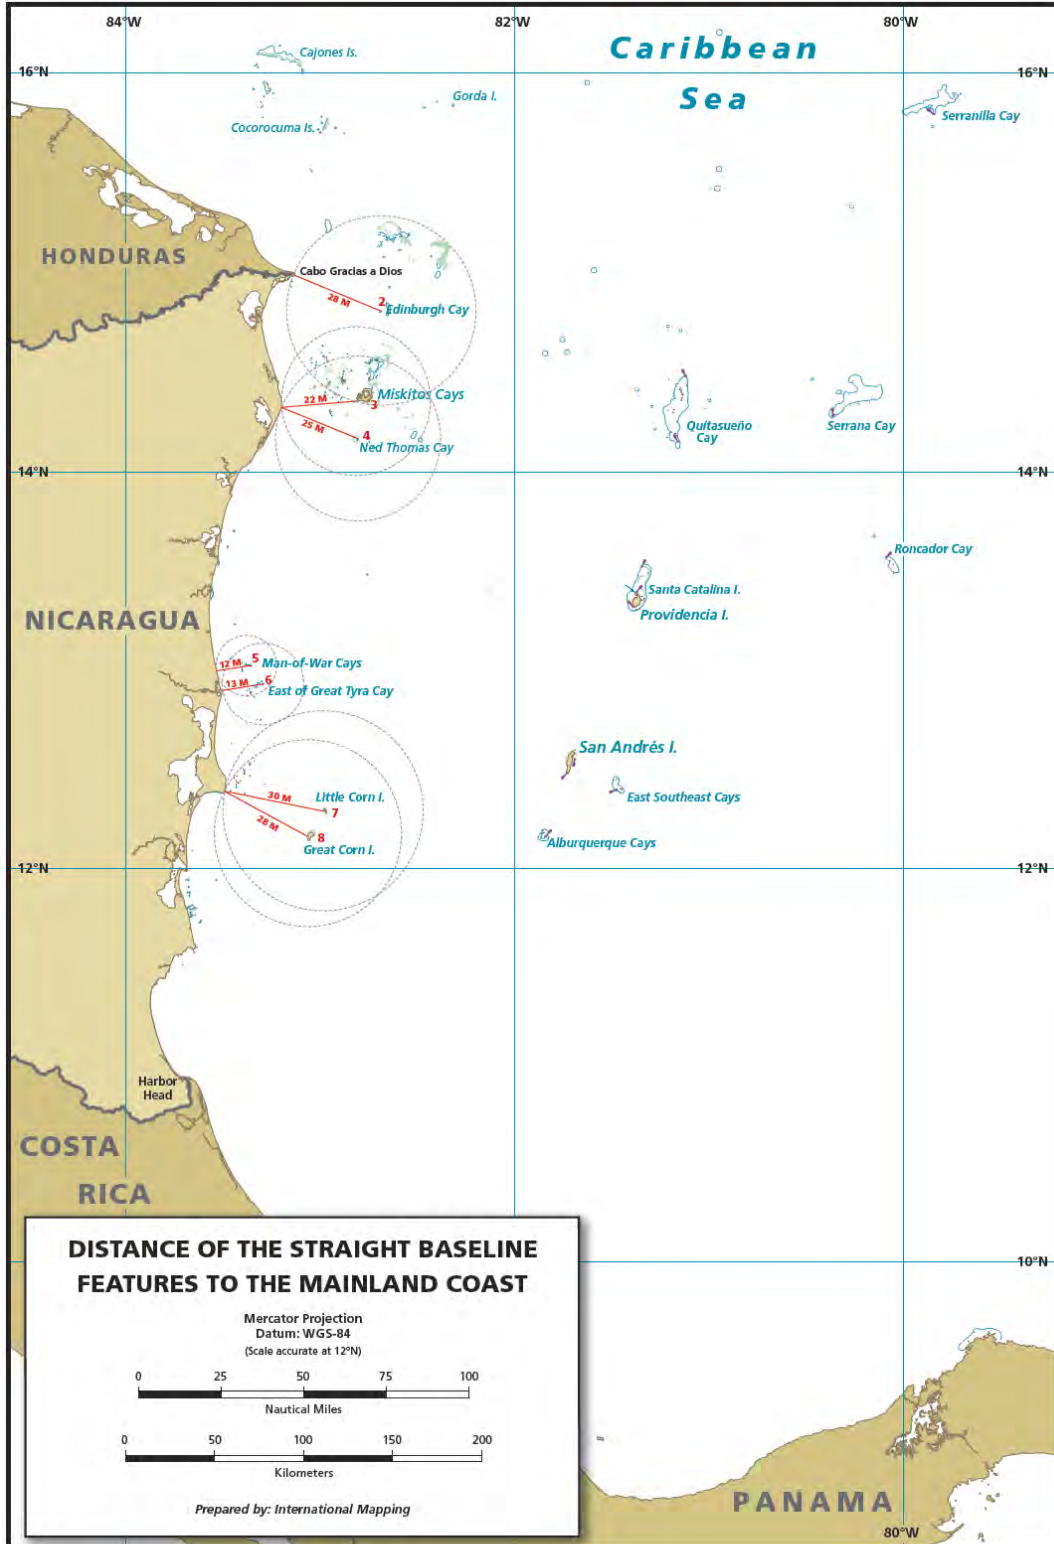 84°W
82°W
80°W
Caribbean
Sea
Cajones Is.
16°N
16°N
Gorda I.
Serranilla Cay
Cocorocuma Is.
HONDURAS
Cabo Gracias a Dios
28 M
2
Edinburgh Cay
22 M
3
Miskitos Cays
25 M
4
Ned Thomas Cay
Quitasueño
Cay
Serrana Cay
14°N
14°N
Roncador Cay
Santa Catalina I.
Providencia I.
NICARAGUA
12 M
5
Man-of-War Cays
13 M
6
East of Great Tyra Cay
San Andrés I.
30 M
Little Corn I.
7
East Southeast Cays
28 M
8
Great Corn I.
Alburquerque Cays
12°N
12°N
Harbor
Head
COSTA
RICA
10°N
DISTANCE OF THE STRAIGHT BASELINE
FEATURES TO THE MAINLAND COAST
Mercator Projection
Datum: WGS-84
(Scale accurate at 12°N)
0 25 50 75 100
Nautical Miles
0 50 100 150 200
Kilometers
Prepared by: International Mapping
PANAMA
80°W